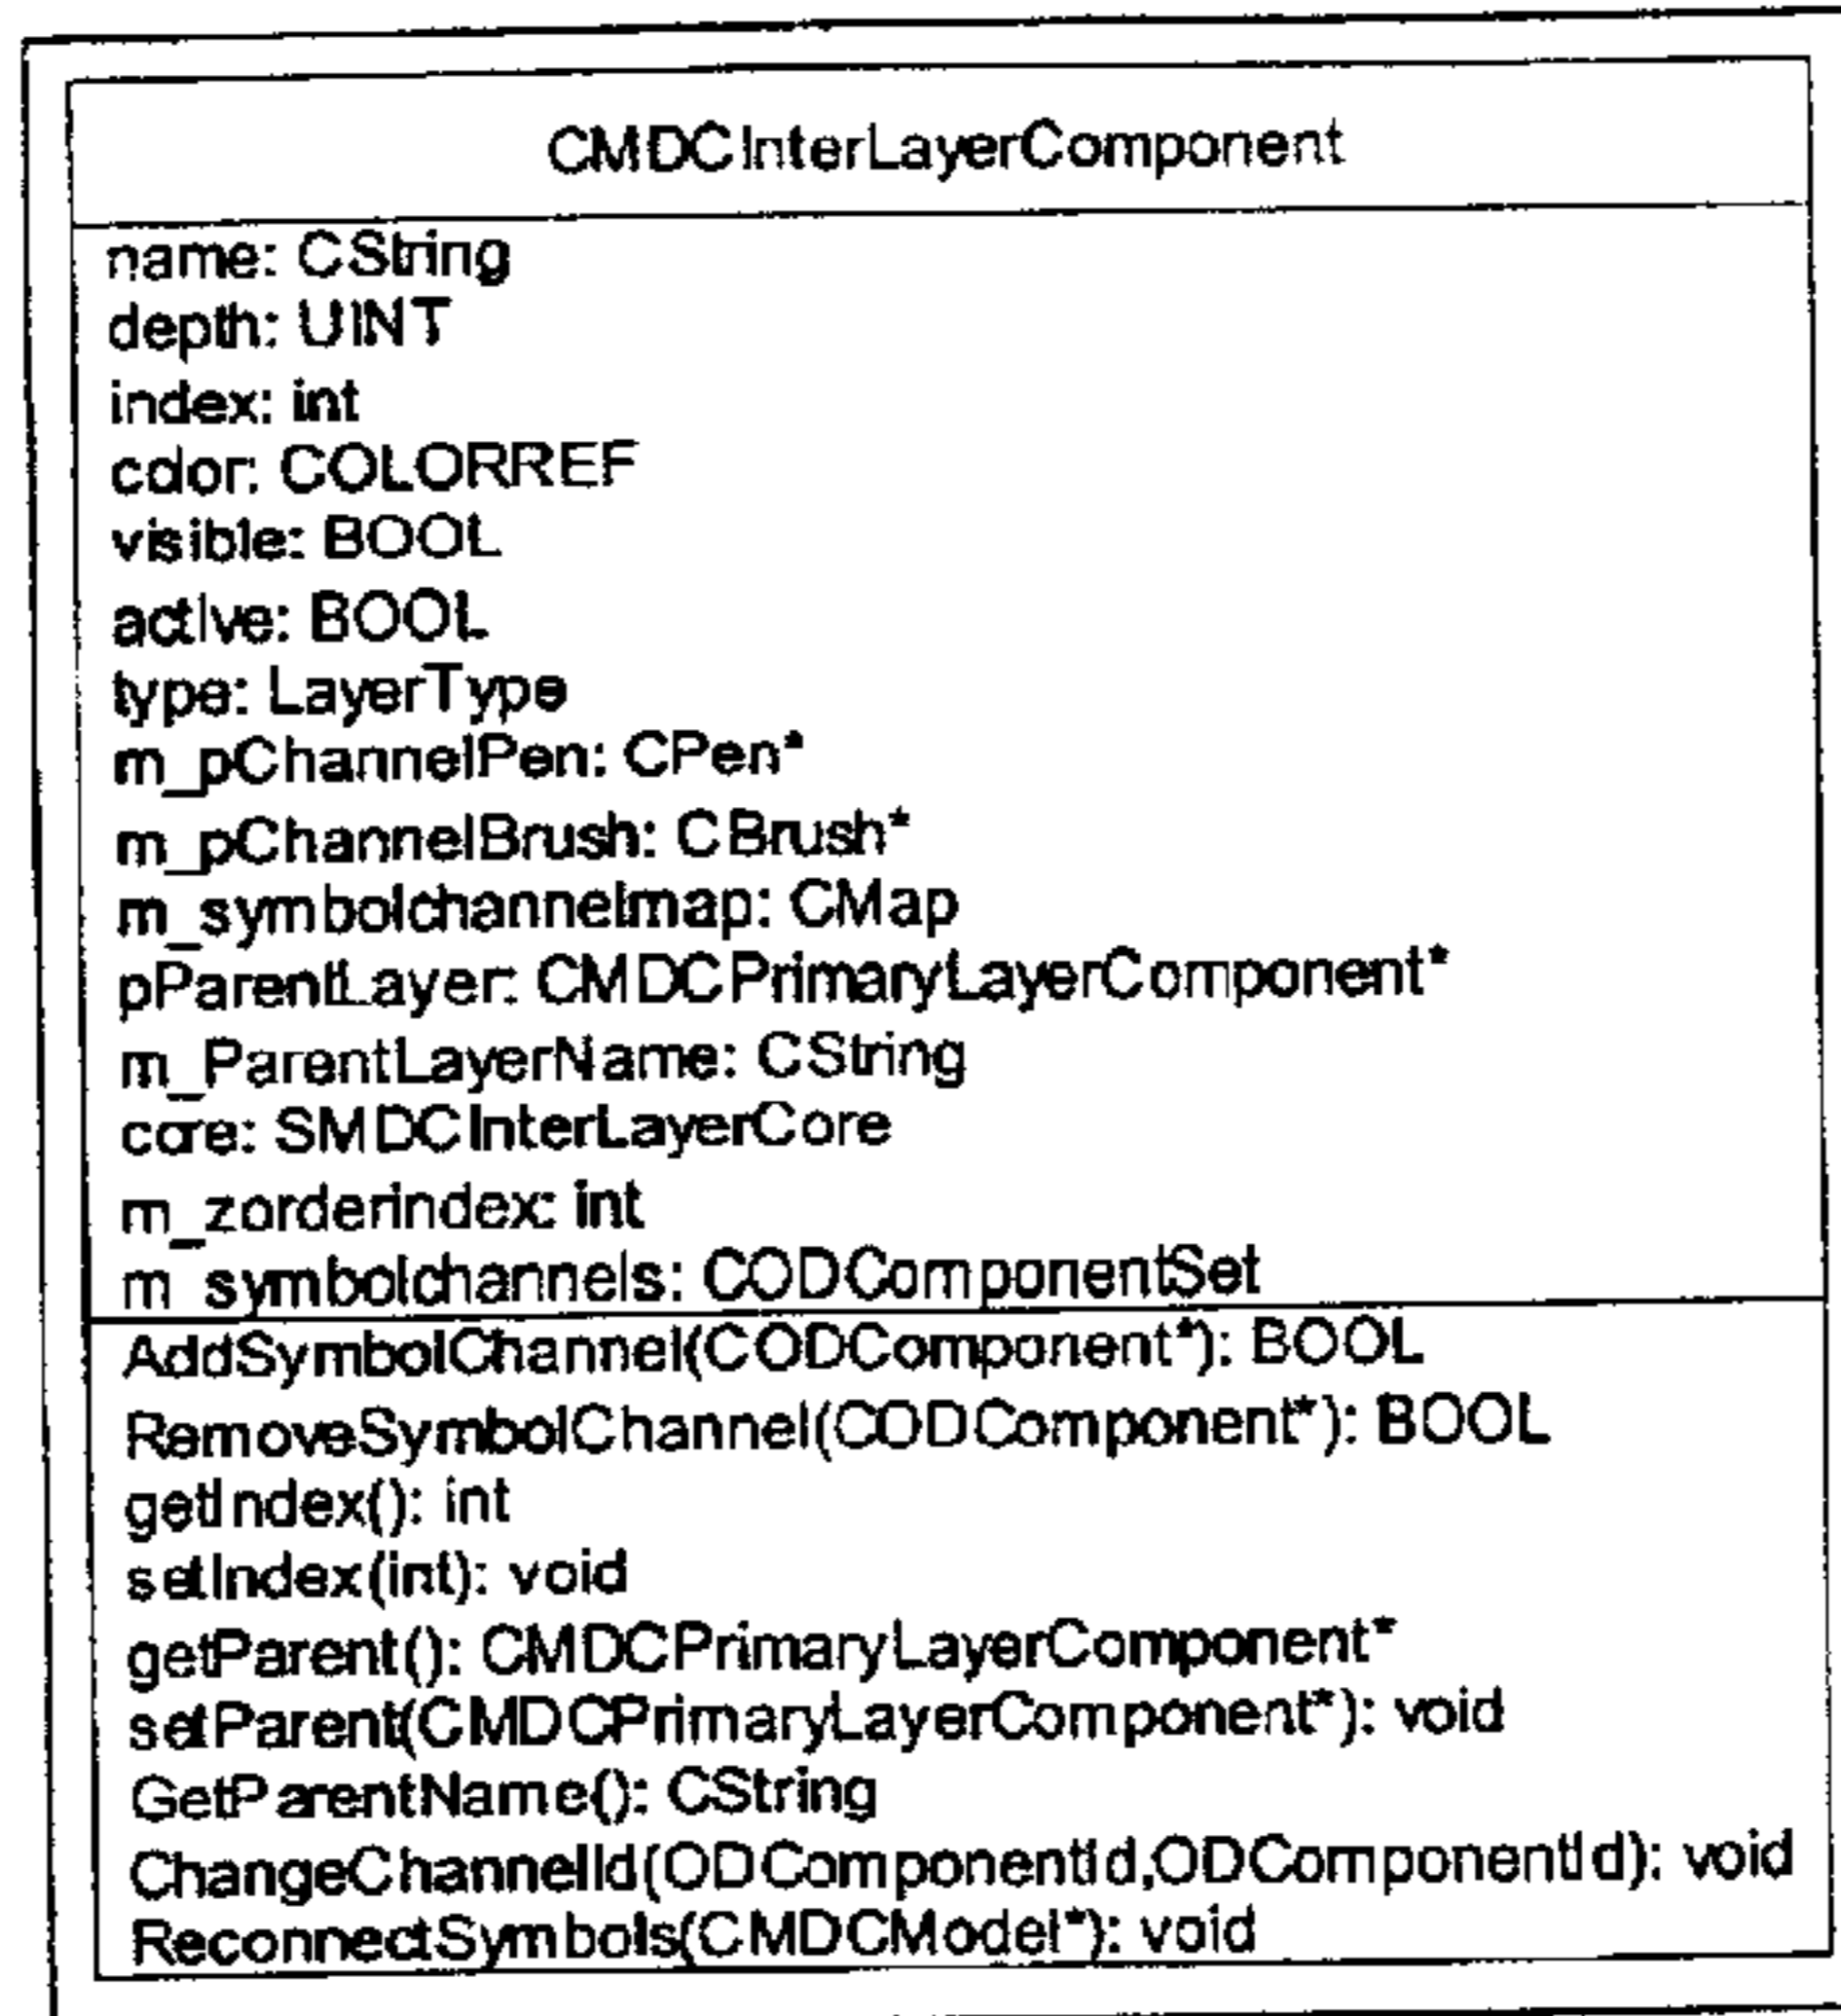 CMDCInterLayerComponent
name: CString
depth: UINT
index: int
color: COLORREF
visible: BOOL
active: BOOL
type: LayerType
m_pChannelPen: CPen*
m_pChannelBrush: CBrush*
m_symbolchannelmap: CMap
pParentLayer: CMDCPrimaryLayerComponent*
m_ParentLayerName: CString
core: SMDCInterLayerCore
m_zorderindex: int
m_symbolchannels: CODComponentSet
AddSymbolChannel(CODComponent*): BOOL
RemoveSymbolChannel(CODComponent*): BOOL
getIndex(): int
setIndex(int): void
getParent(): CMDCPrimaryLayerComponent*
setParent(CMDCPrimaryLayerComponent*): void
GetParentName(): CString
ChangeChannelId(ODComponentId,ODComponentId): void
ReconnectSymbols(CMDCModel*): void